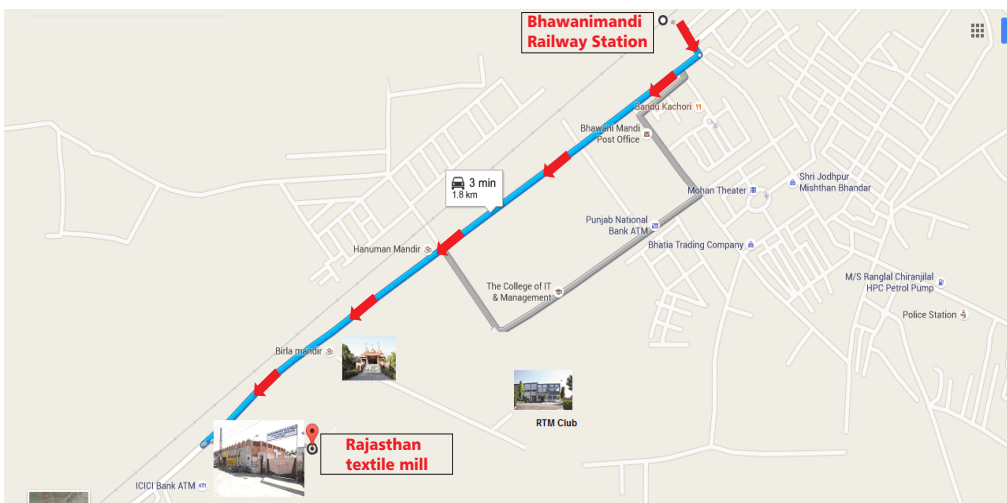 Bhawanimandi
Railway Station
Bandu Kachori
Bhawani Mandi
Post Office
Shri Jodhpur
Mishthan Bhandar
3 min
1.8 km
Mohan Theater
Punjab National
Bank ATM
Hanuman Mandir
Bhatia Trading Company
M/S Ranglal Chiranjilal
HPC Petrol Pump
The College of IT
& Management
Police Station
Birla mandir
RTM Club
Rajasthan
textile mill
ICICI Bank ATM